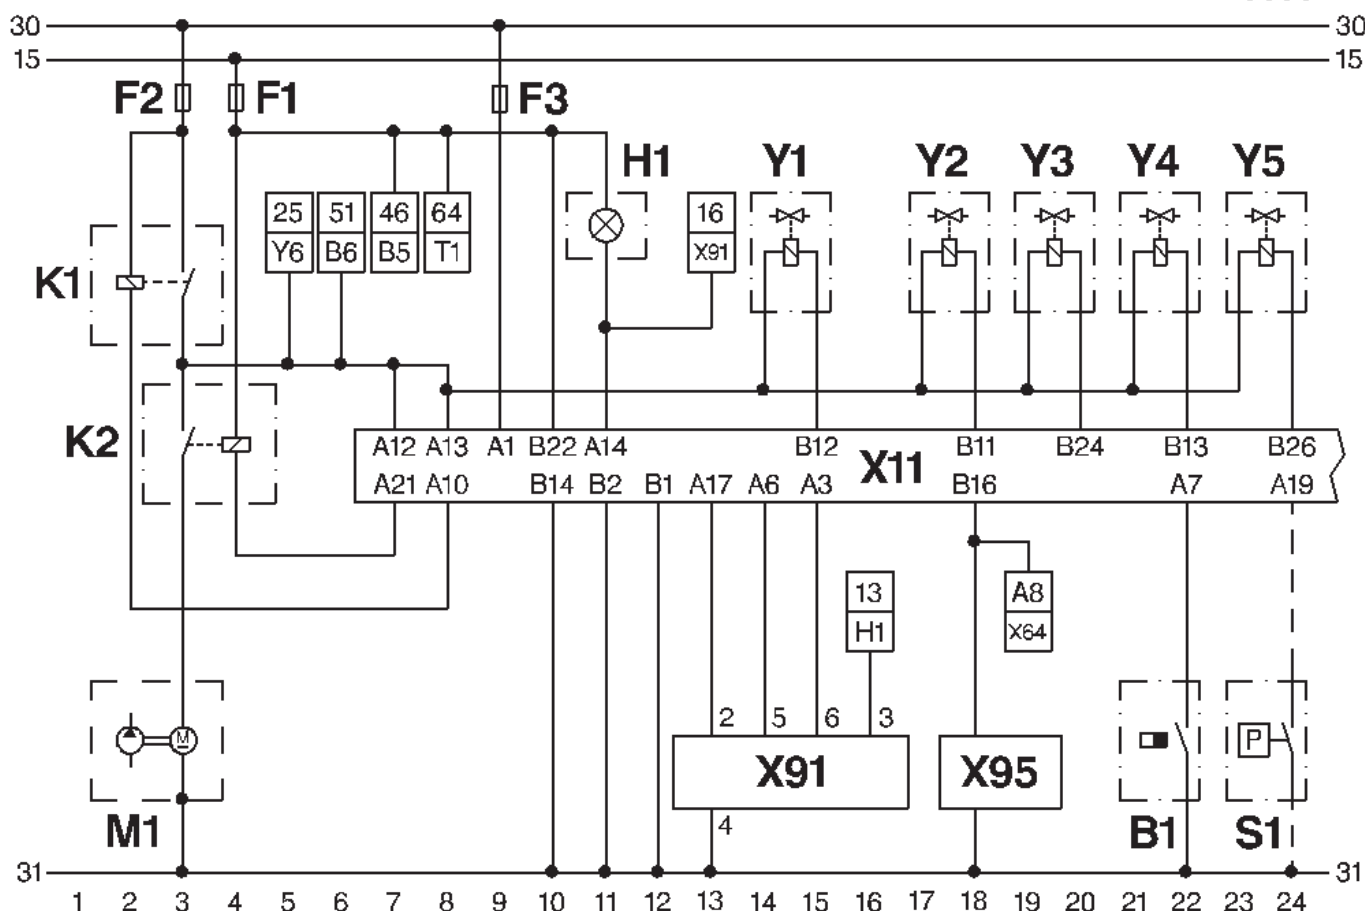 30 30
15 15
F2 F1 F3
H1 Y1 Y2 Y3 Y4 Y5
25 51 46 64 16
Y6 B6 B5 T1 X91
K1
K2
A12 A13 A1 B22 A14 B12 B11 B24 B13 B26
X11
A21 A10 B14 B2 B1 A17 A6 A3 B16 A7 A19
13 A8
H1 X64
2 5 6 3
M P
X91 X95
4
M1 B1 S1
31 31
1 2 3 4 5 6 7 8 9 10 11 12 13 14 15 16 17 18 19 20 21 22 23 24